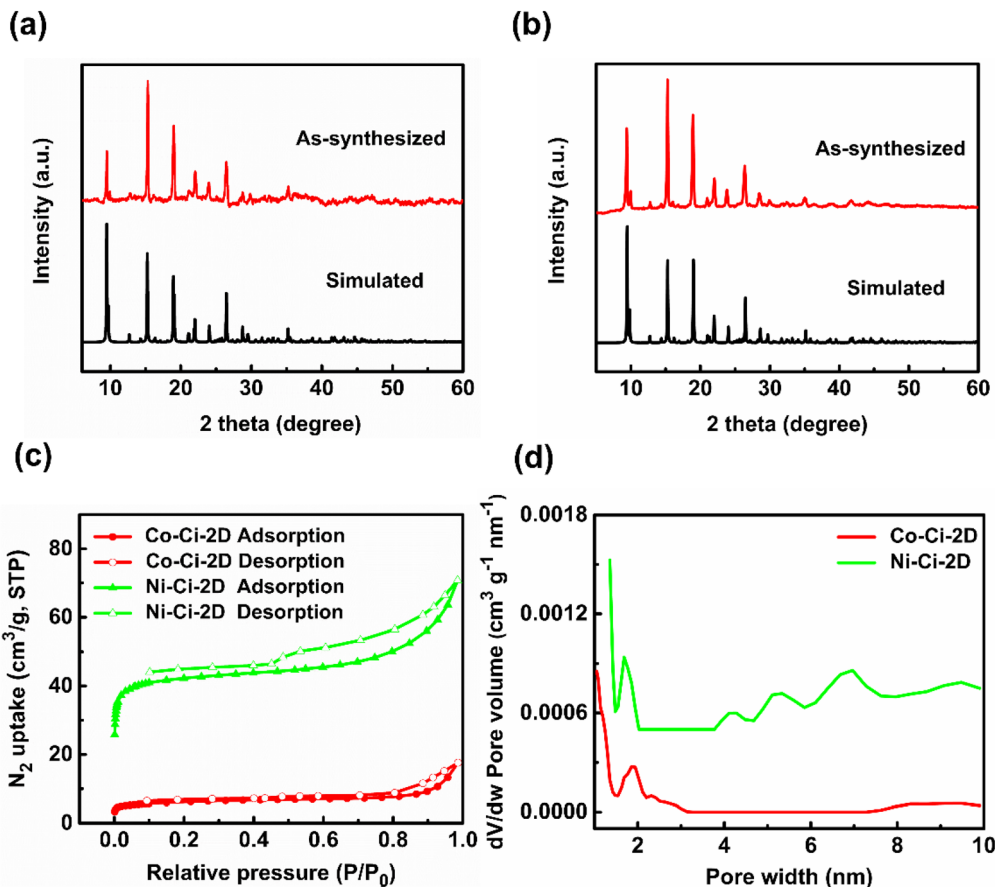 (a)
(b)
As-synthesized
Simulated
Intensity (a.u.)
10 20 30 40 50 60
2 theta (degree)
As-synthesized
Simulated
Intensity (a.u.)
10 20 30 40 50 60
2 theta (degree)
(c)
(d)
Co-Ci-2D Adsorption
Co-Ci-2D Desorption
Ni-Ci-2D Adsorption
Ni-Ci-2D Desorption
N2 uptake (cm³/g, STP)
80
60
40
20
0
0.0 0.2 0.4 0.6 0.8 1.0
Relative pressure (P/P0)
Co-Ci-2D
Ni-Ci-2D
dV/dw Pore volume (cm³ g⁻¹ nm⁻¹)
0.0018
0.0012
0.0006
0.0000
2 4 6 8 10
Pore width (nm)